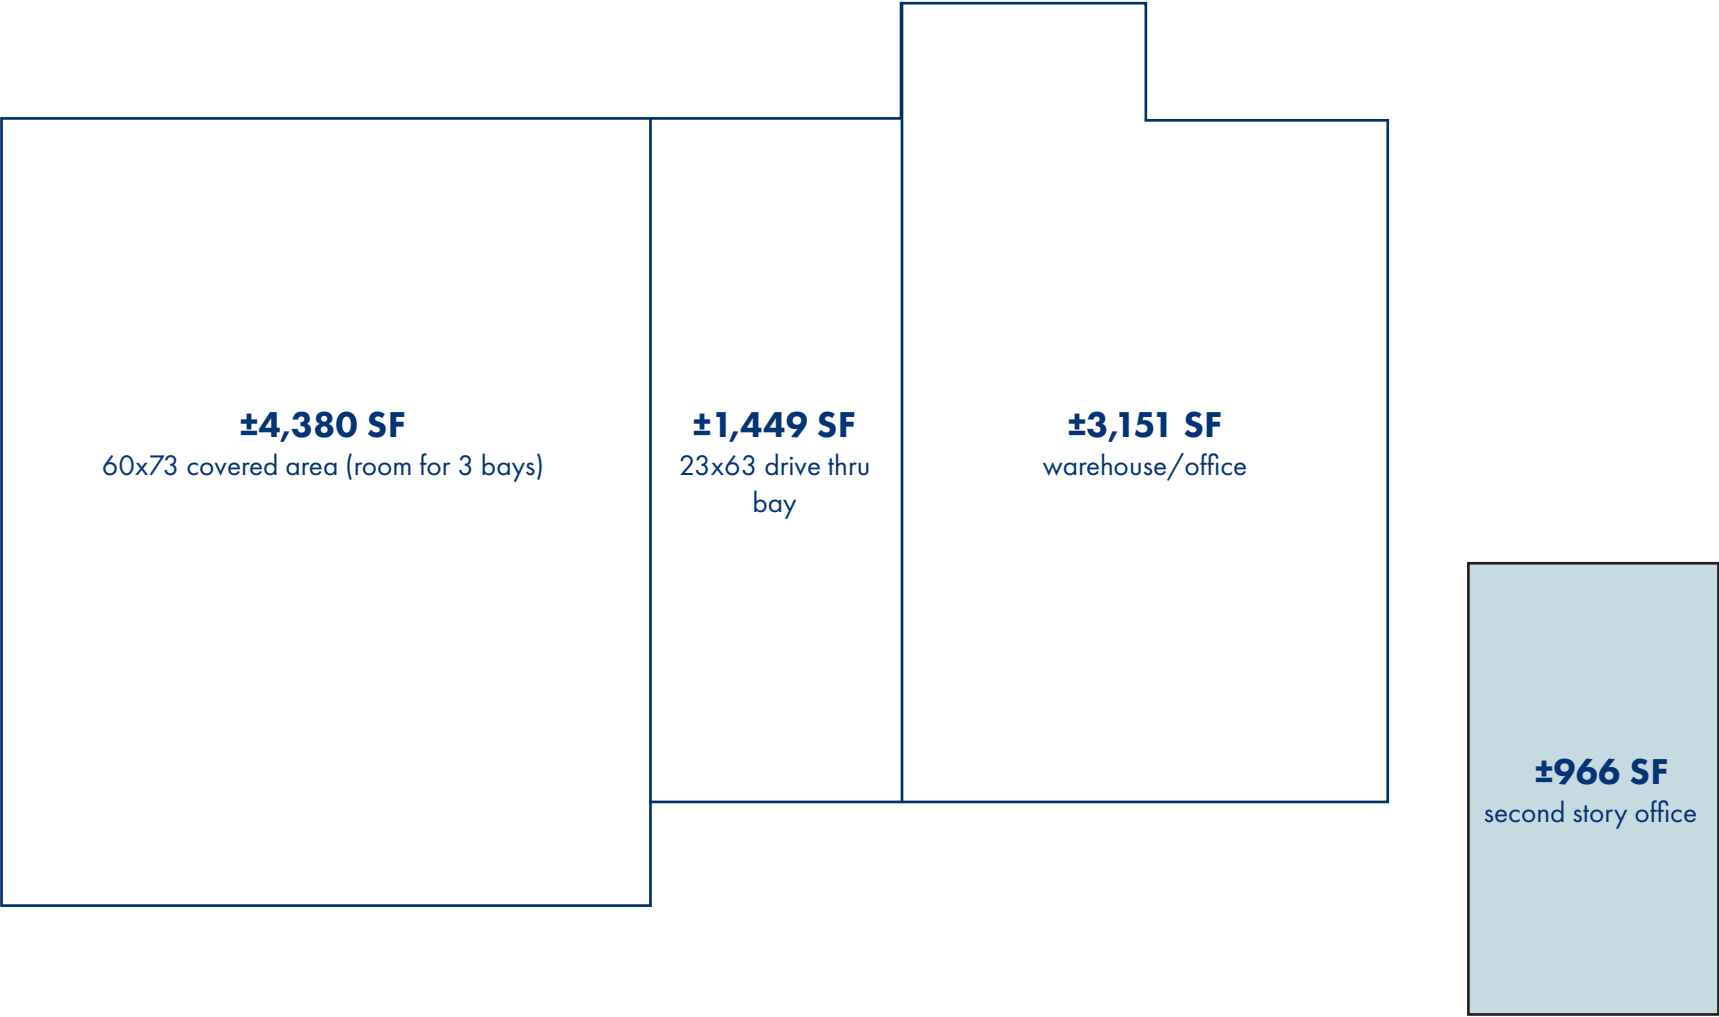 ±4,380 SF
60x73 covered area (room for 3 bays)
±1,449 SF
23x63 drive thru
bay
±3,151 SF
warehouse/office
±966 SF
second story office